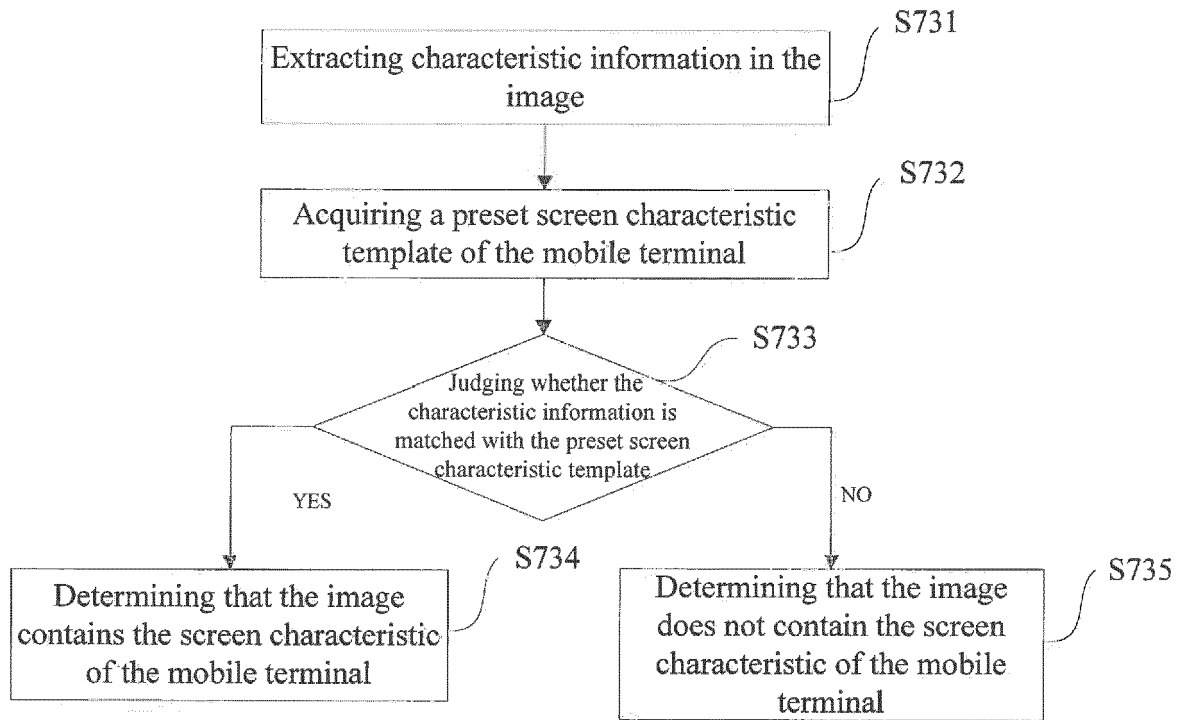 S731
Extracting characteristic information in the
image
S732
Acquiring a preset screen characteristic
template of the mobile terminal
S733
Judging whether the
characteristic information is
matched with the preset screen
characteristic template
YES
NO
S734
Determining that the image
contains the screen characteristic
of the mobile terminal
S735
Determining that the image
does not contain the screen
characteristic of the mobile
terminal